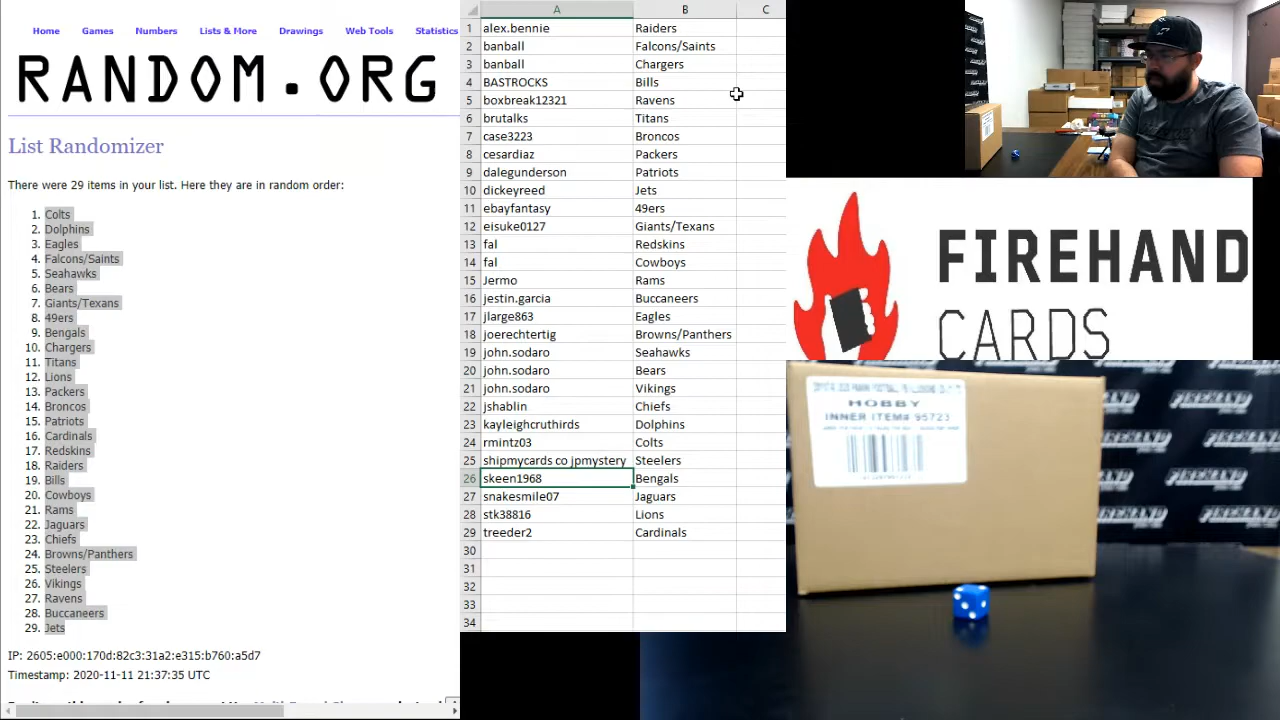 Home Games Numbers Lists & More Drawings Web Tools Statistics
RANDOM.ORG
List Randomizer
There were 29 items in your list. Here they are in random order:
1. Colts
2. Dolphins
3. Eagles
4. Falcons/Saints
5. Seahawks
6. Bears
7. Giants/Texans
8. 49ers
9. Bengals
10. Chargers
11. Titans
12. Lions
13. Packers
14. Broncos
15. Patriots
16. Cardinals
17. Redskins
18. Raiders
19. Bills
20. Cowboys
21. Rams
22. Jaguars
23. Chiefs
24. Browns/Panthers
25. Steelers
26. Vikings
27. Ravens
28. Buccaneers
29. Jets
IP: 2605:e000:170d:82c3:31a2:e315:b760:a5d7
Timestamp: 2020-11-11 21:37:35 UTC
A B C
1 alex.bennie Raiders
2 banball Falcons/Saints
3 banball Chargers
4 BASTROCKS Bills
5 boxbreak12321 Ravens
6 brutalks Titans
7 case3223 Broncos
8 cesardiaz Packers
9 dalegunderson Patriots
10 dickeyreed Jets
11 ebayfantasy 49ers
12 eisuke0127 Giants/Texans
13 fal Redskins
14 fal Cowboys
15 Jermo Rams
16 jestin.garcia Buccaneers
17 jlarge863 Eagles
18 joerechtertig Browns/Panthers
19 john.sodaro Seahawks
20 john.sodaro Bears
21 john.sodaro Vikings
22 jshablin Chiefs
23 kayleighcruthirds Dolphins
24 rmintz03 Colts
25 shipmycards co jpmystery Steelers
26 skeen1968 Bengals
27 snakesmile07 Jaguars
28 stk38816 Lions
29 treeder2 Cardinals
30
31
32
33
34
FIREHAND
CARDS
HOBBY
INNER ITEM# 95723
FIREHAND